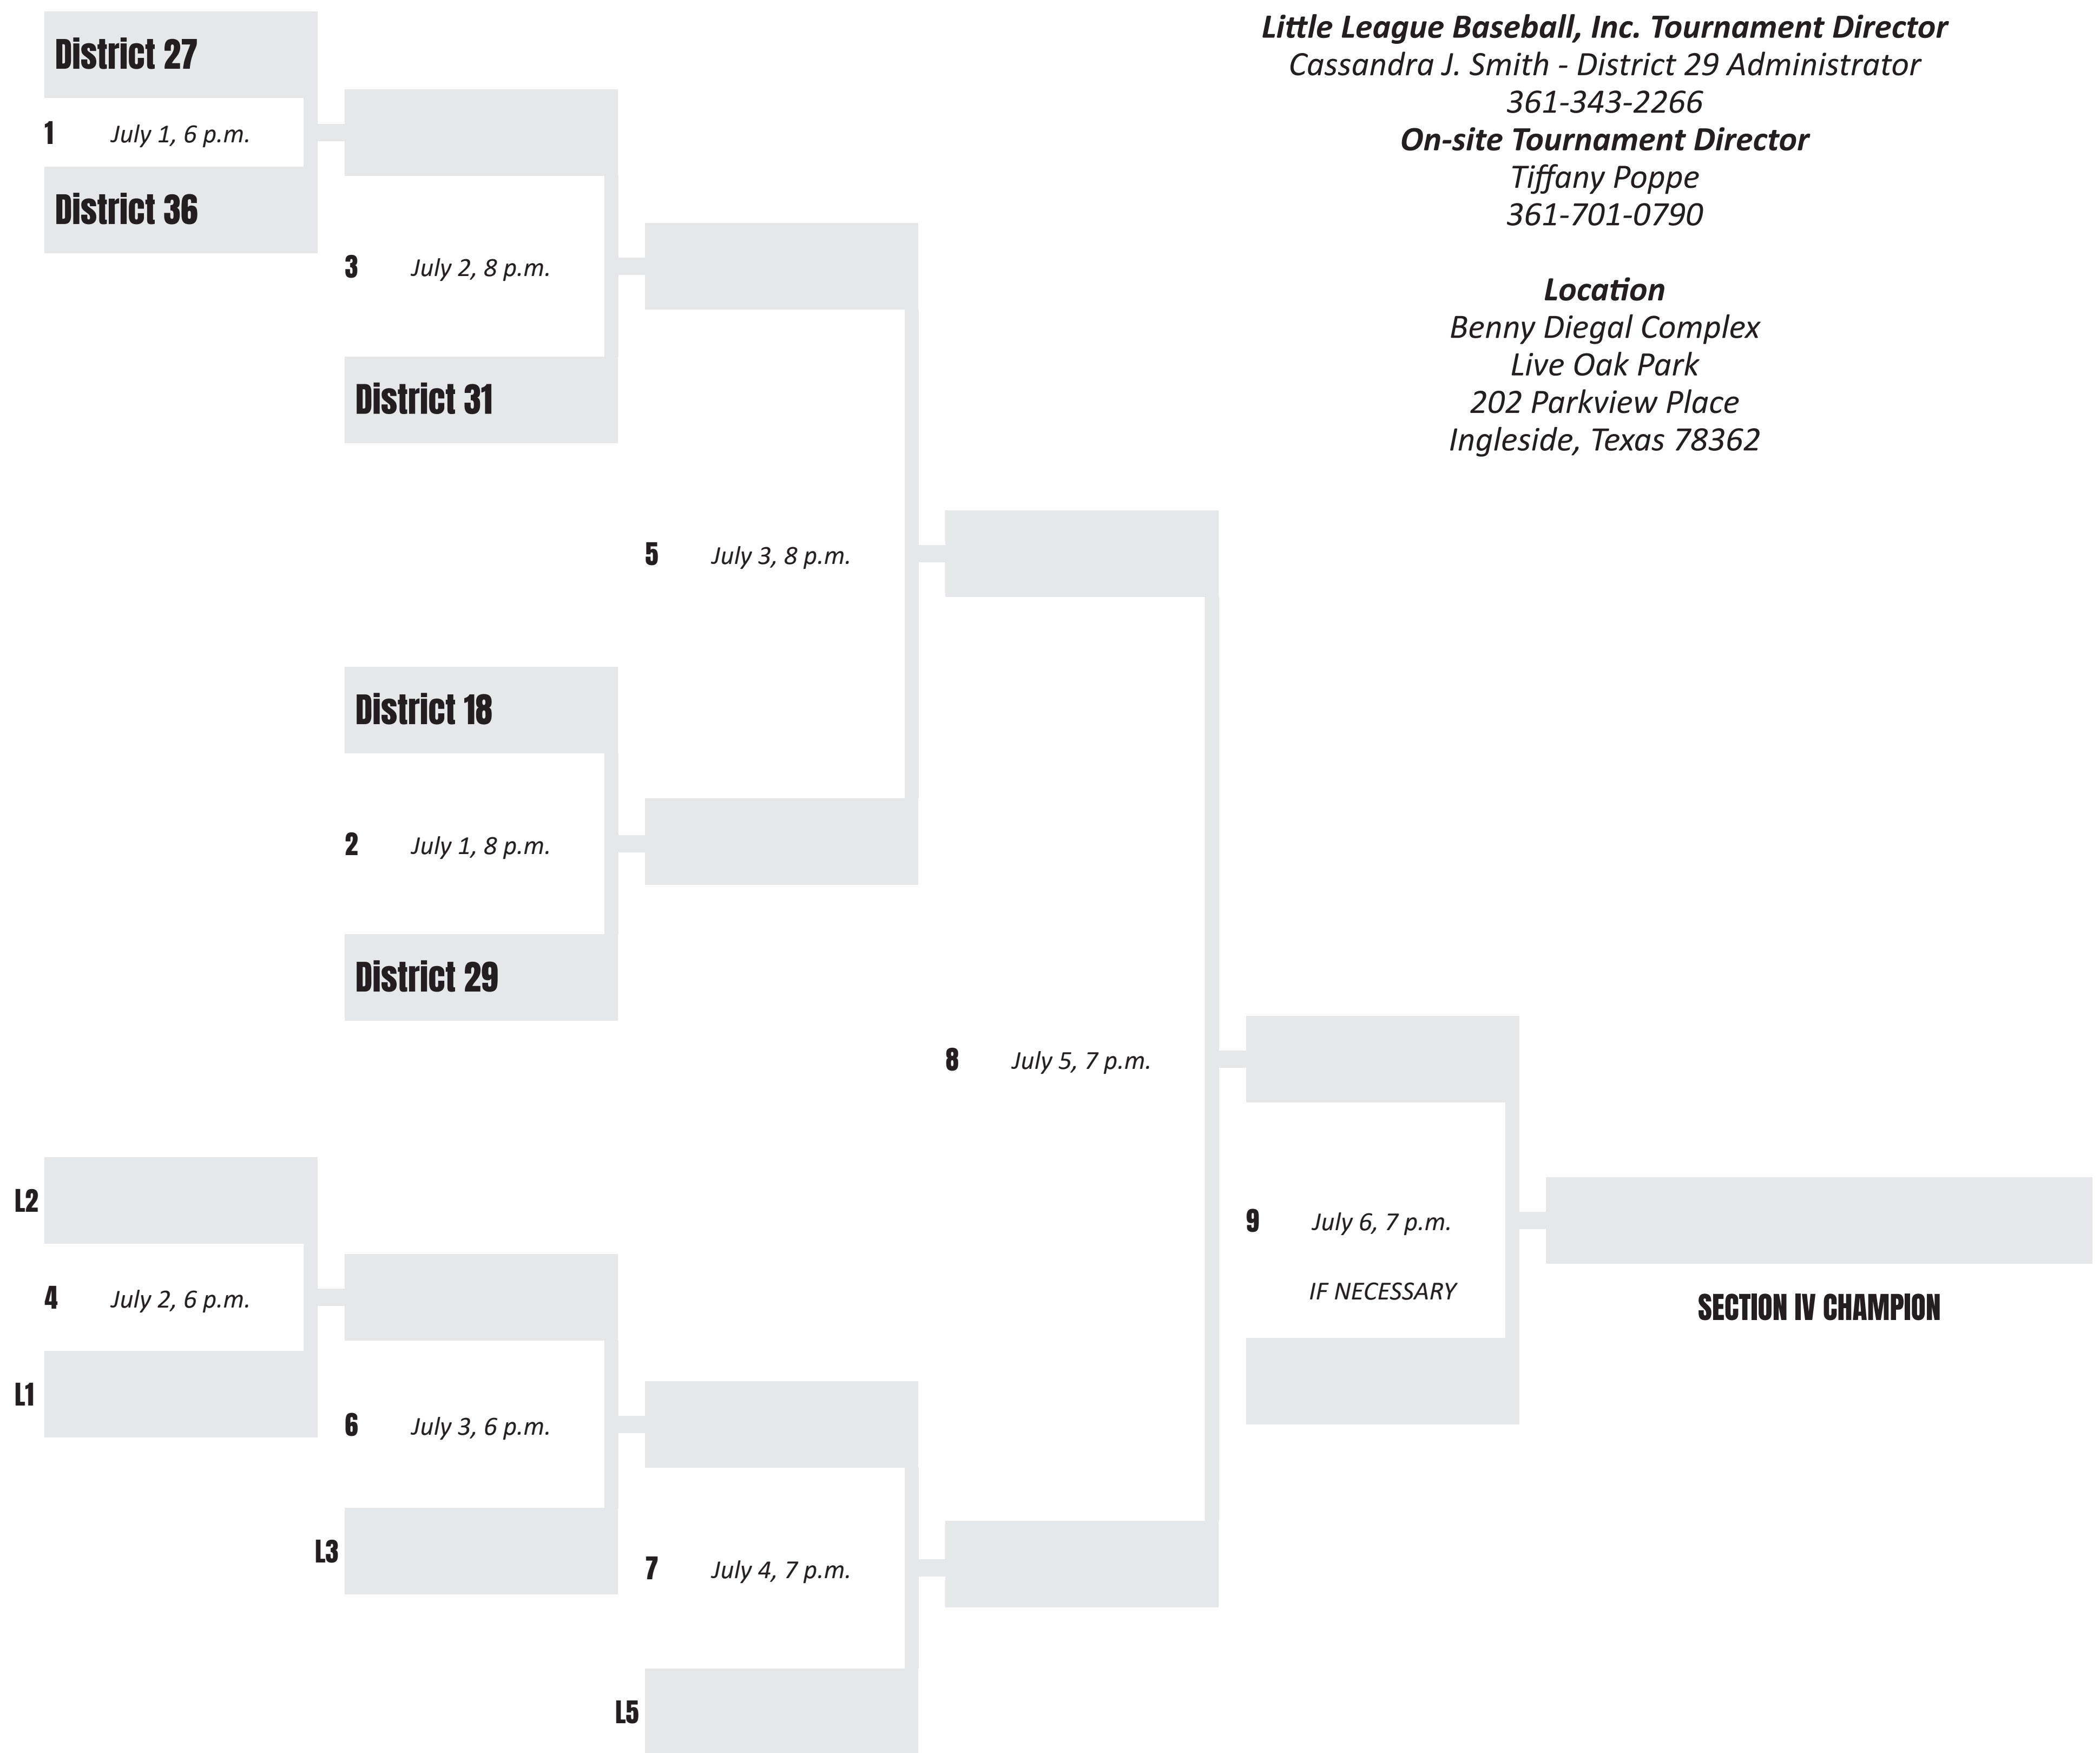 District 27
1 July 1, 6 p.m.
District 36
3 July 2, 8 p.m.
District 31
5 July 3, 8 p.m.
District 18
2 July 1, 8 p.m.
District 29
8 July 5, 7 p.m.
L2
4 July 2, 6 p.m.
L1
6 July 3, 6 p.m.
L3
7 July 4, 7 p.m.
L5
9 July 6, 7 p.m.
IF NECESSARY
SECTION IV CHAMPION
Little League Baseball, Inc. Tournament Director
Cassandra J. Smith - District 29 Administrator
361-343-2266
On-site Tournament Director
Tiffany Poppe
361-701-0790
Location
Benny Diegal Complex
Live Oak Park
202 Parkview Place
Ingleside, Texas 78362